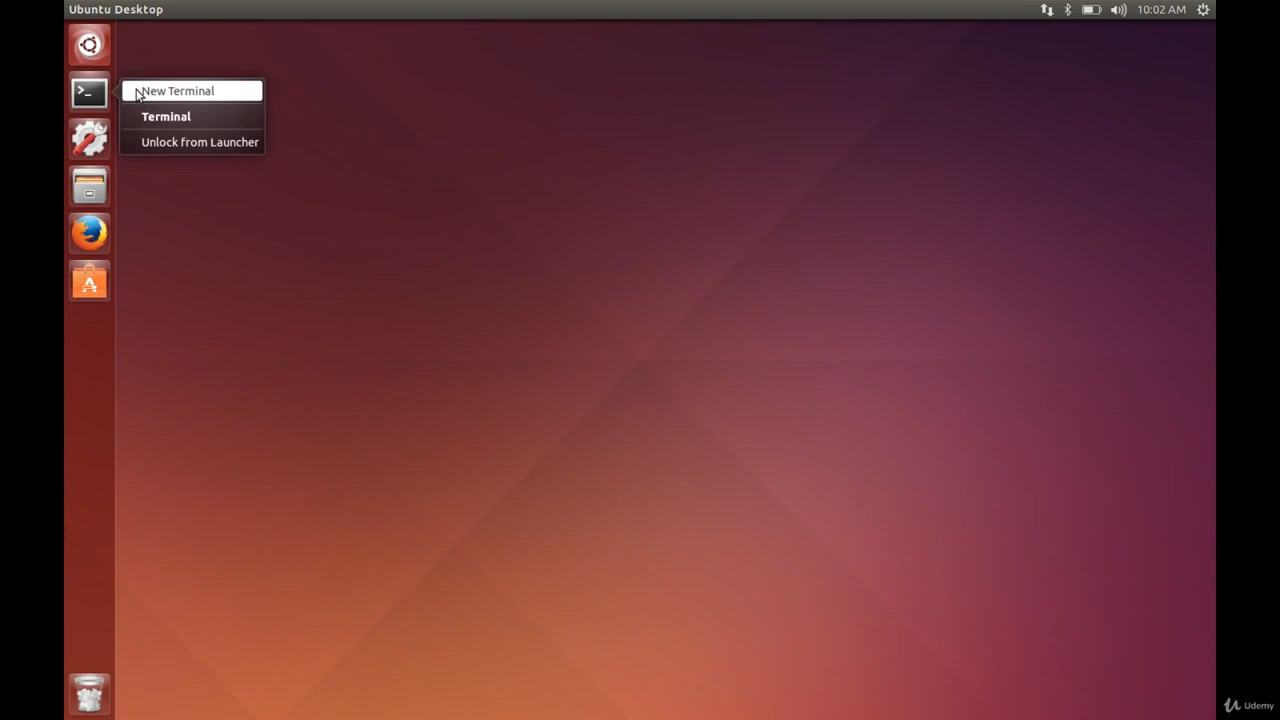 Ubuntu Desktop
10:02 AM
New Terminal
Terminal
Unlock from Launcher
Udemy